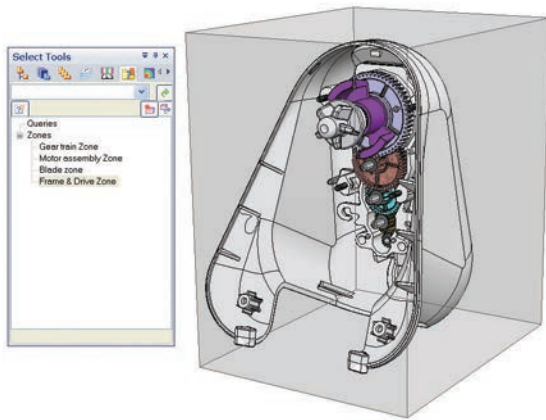 Select Tools
Queries
Zones
Gear train Zone
Motor assembly Zone
Blade zone
Frame & Drive Zone